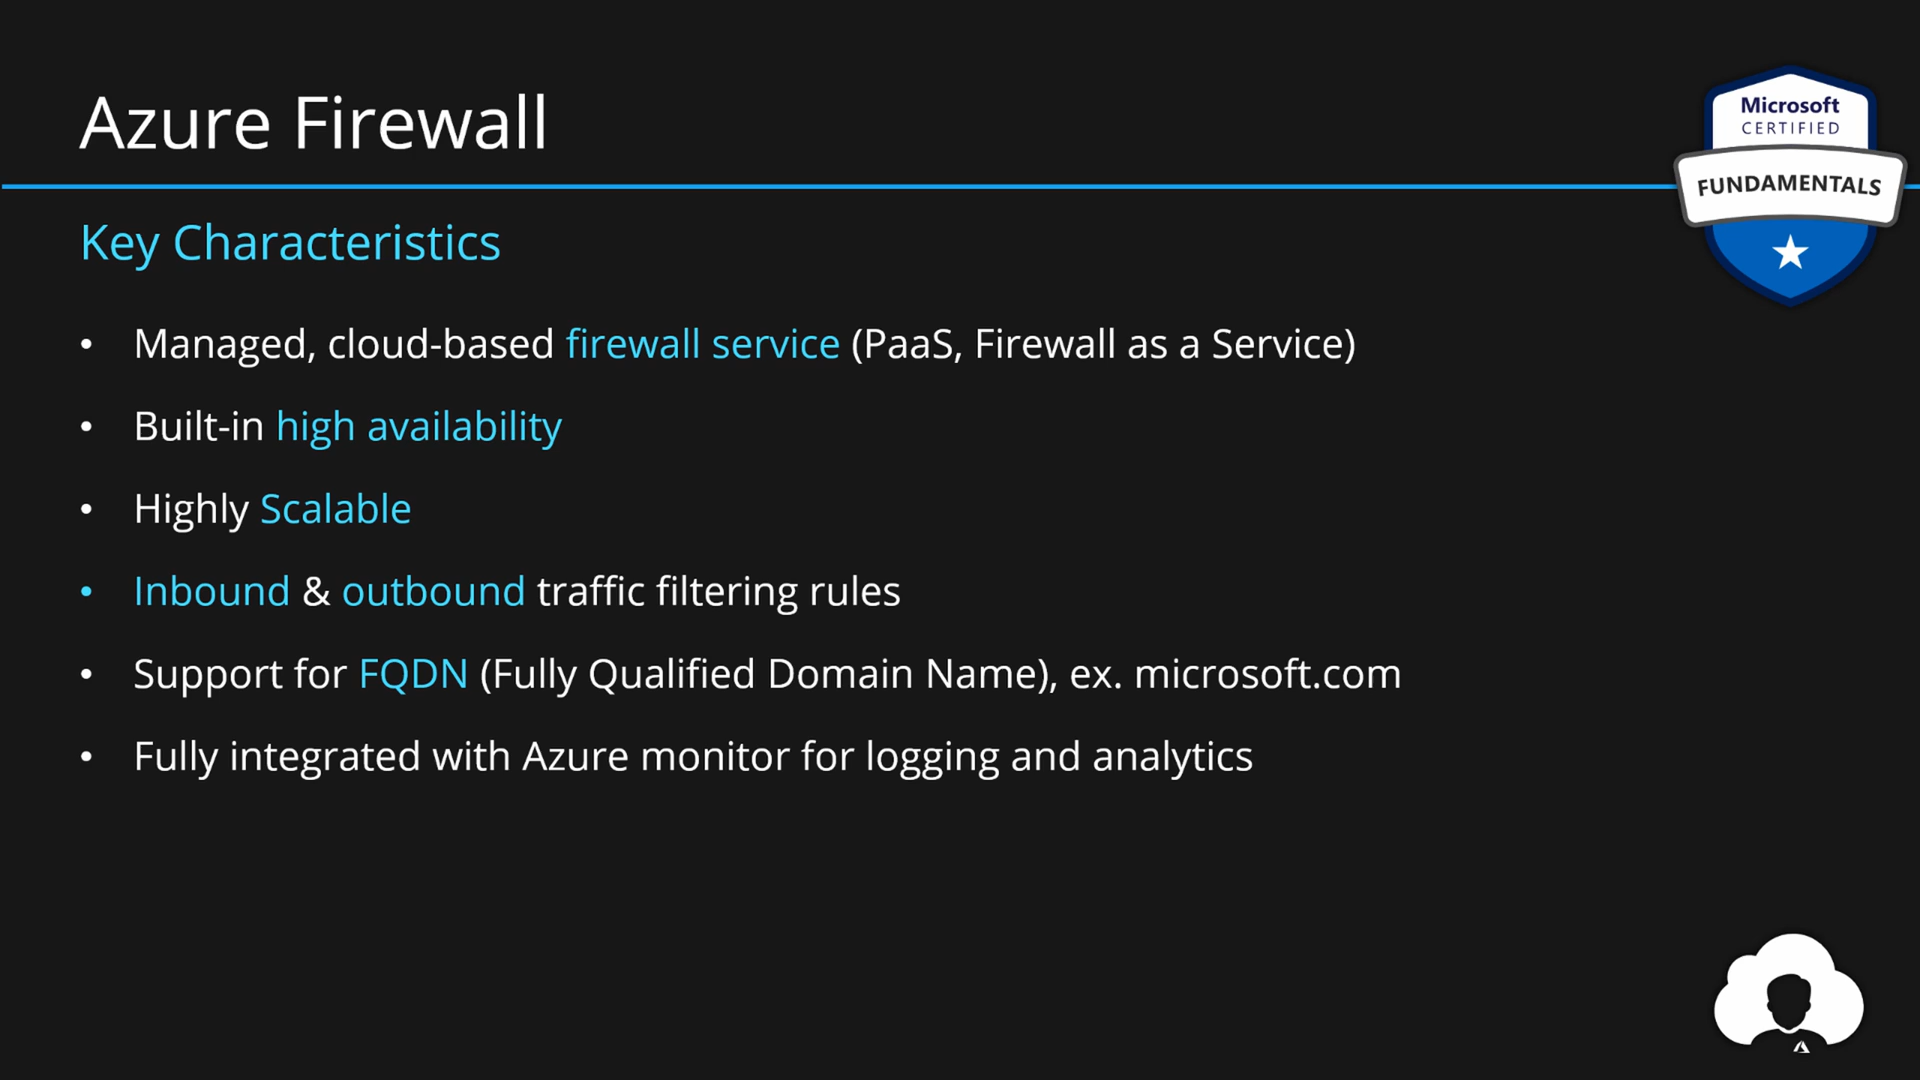 Azure Firewall
Microsoft
CERTIFIED
FUNDAMENTALS
Key Characteristics
• Managed, cloud-based firewall service (PaaS, Firewall as a Service)
• Built-in high availability
• Highly Scalable
• Inbound & outbound traffic filtering rules
• Support for FQDN (Fully Qualified Domain Name), ex. microsoft.com
• Fully integrated with Azure monitor for logging and analytics